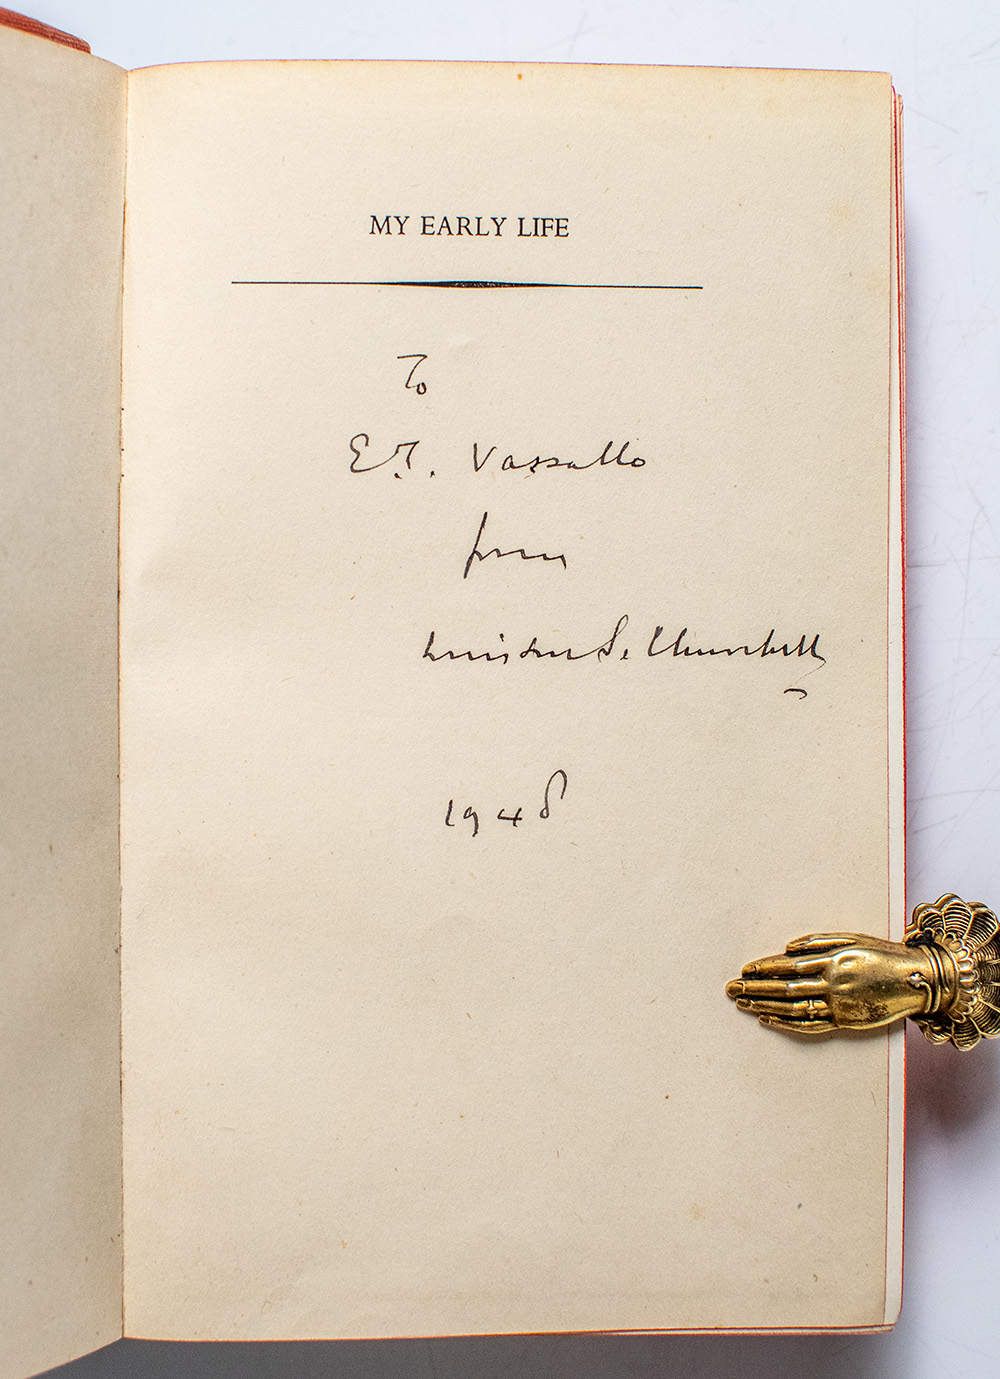 MY EARLY LIFE
To
E.T. Vassallo
from
Winston S. Churchill
1948